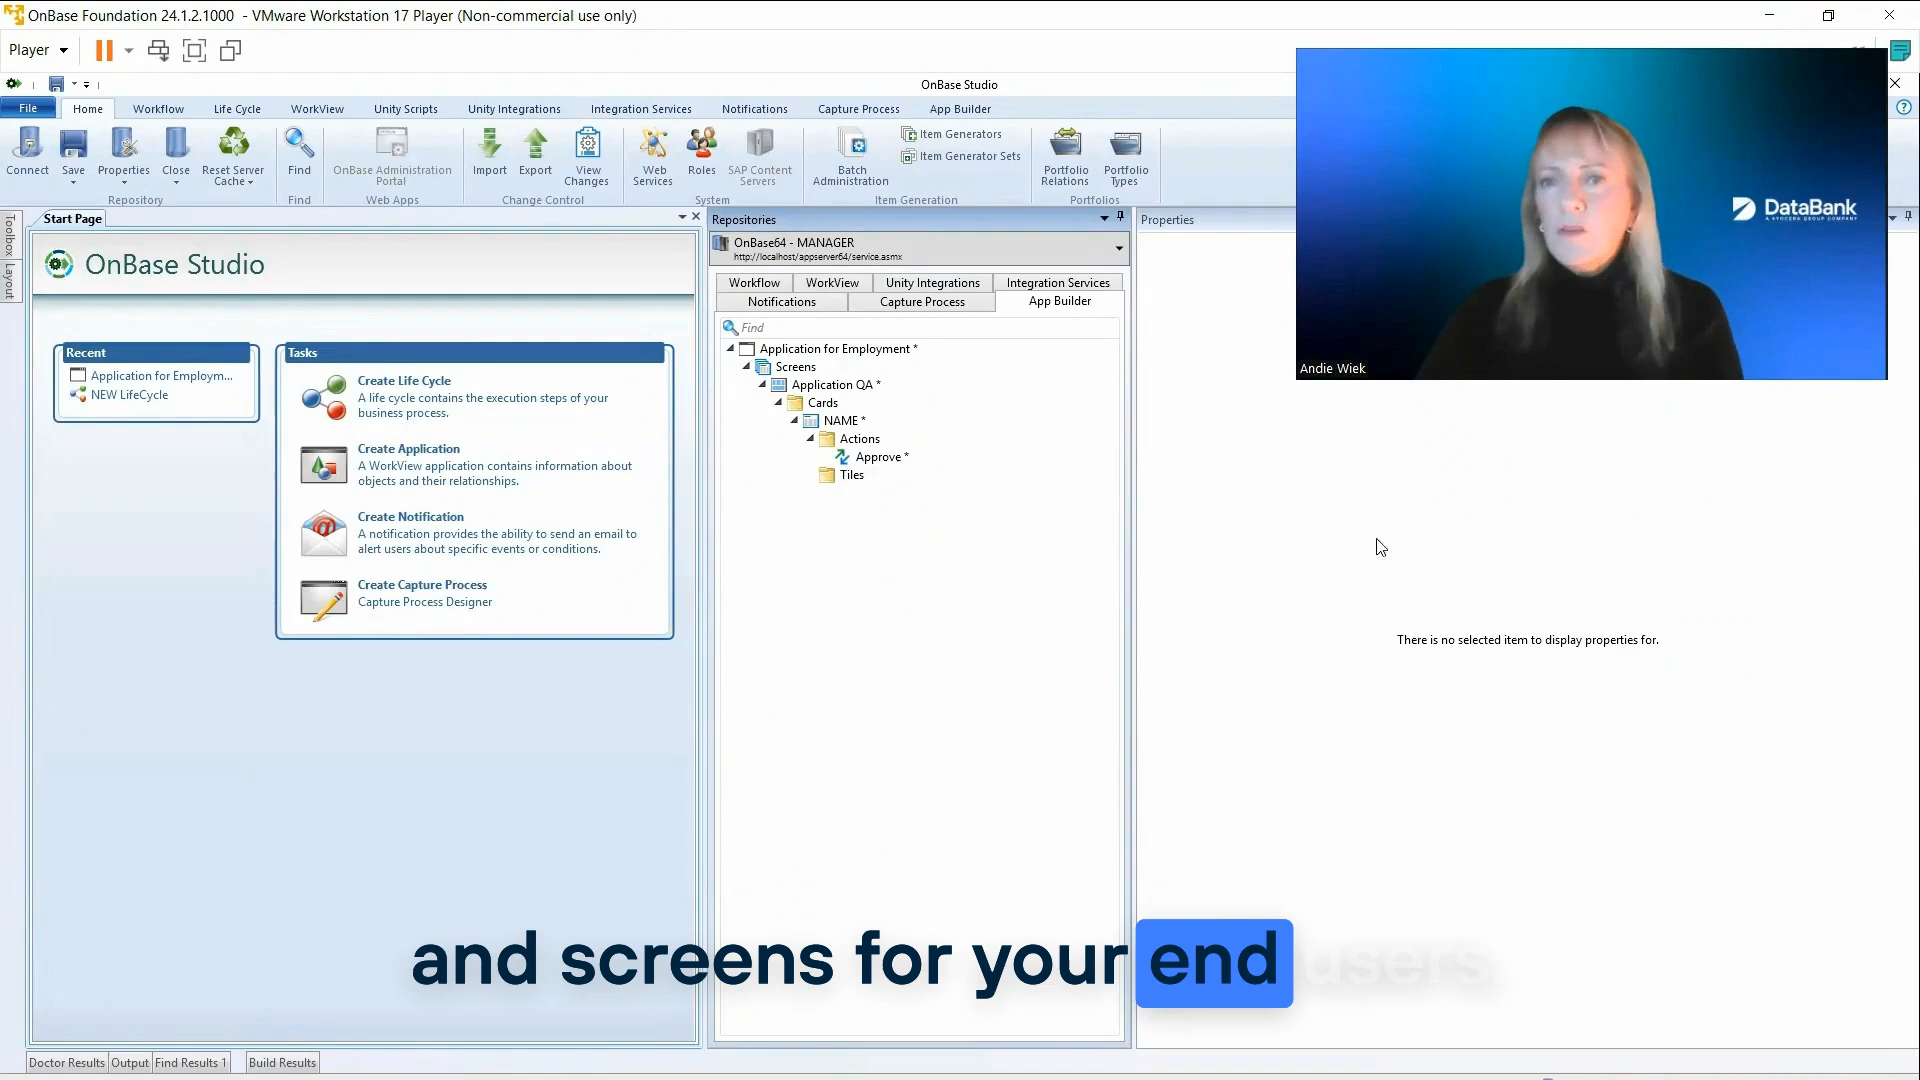 OnBase Foundation 24.1.2.1000 - VMware Workstation 17 Player (Non-commercial use only)
Player
OnBase Studio
File
Home
Workflow
Life Cycle
WorkView
Unity Scripts
Unity Integrations
Integration Services
Notifications
Capture Process
App Builder
Connect
Save
Properties
Close
Reset Server
Cache
Repository
Find
Find
OnBase Administration
Portal
Web Apps
Import
Export
View
Changes
Change Control
Web
Services
Roles
SAP Content
Servers
System
Batch
Administration
Item Generators
Item Generator Sets
Item Generation
Portfolio
Relations
Portfolio
Types
Portfolios
Toolbox
Layout
Start Page
OnBase Studio
Recent
Application for Employm...
NEW LifeCycle
Tasks
Create Life Cycle
A life cycle contains the execution steps of your
business process.
Create Application
A WorkView application contains information about
objects and their relationships.
Create Notification
A notification provides the ability to send an email to
alert users about specific events or conditions.
Create Capture Process
Capture Process Designer
Repositories
OnBase64 - MANAGER
http://localhost/appserver64/service.asmx
Workflow
WorkView
Unity Integrations
Integration Services
Notifications
Capture Process
App Builder
Find
Application for Employment *
Screens
Application QA *
Cards
NAME *
Actions
Approve *
Tiles
Properties
There is no selected item to display properties for.
DataBank
A KYOCERA GROUP COMPANY
Andie Wiek
and screens for your end users
Doctor Results
Output
Find Results 1
Build Results